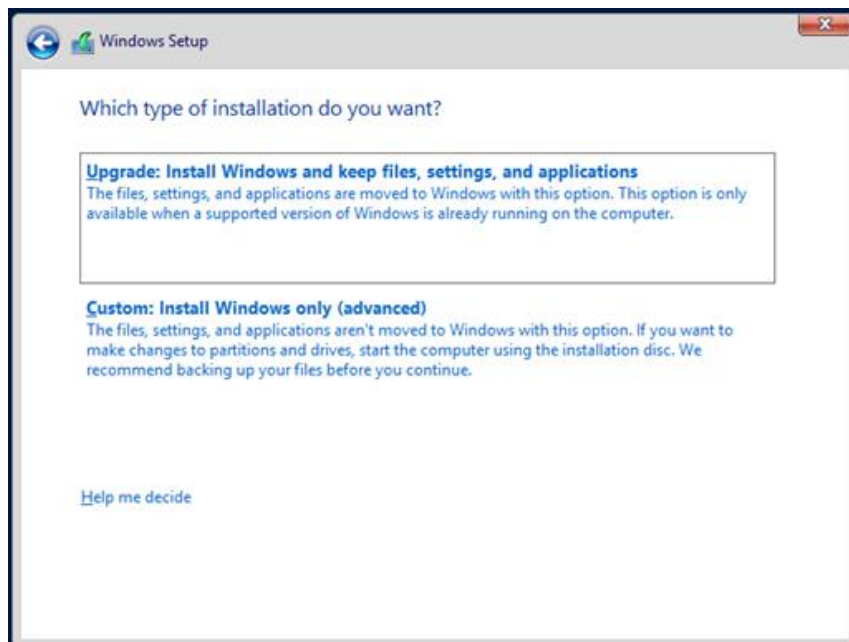 Windows Setup
Which type of installation do you want?
Upgrade: Install Windows and keep files, settings, and applications
The files, settings, and applications are moved to Windows with this option. This option is only
available when a supported version of Windows is already running on the computer.
Custom: Install Windows only (advanced)
The files, settings, and applications aren't moved to Windows with this option. If you want to
make changes to partitions and drives, start the computer using the installation disc. We
recommend backing up your files before you continue.
Help me decide